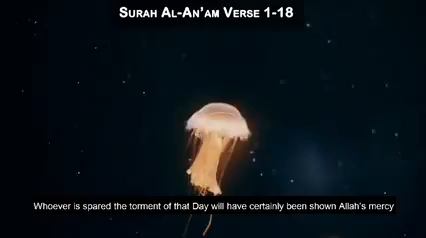 Surah Al-An'am Verse 1-18
Whoever is spared the torment of that Day will have certainly been shown Allah's mercy